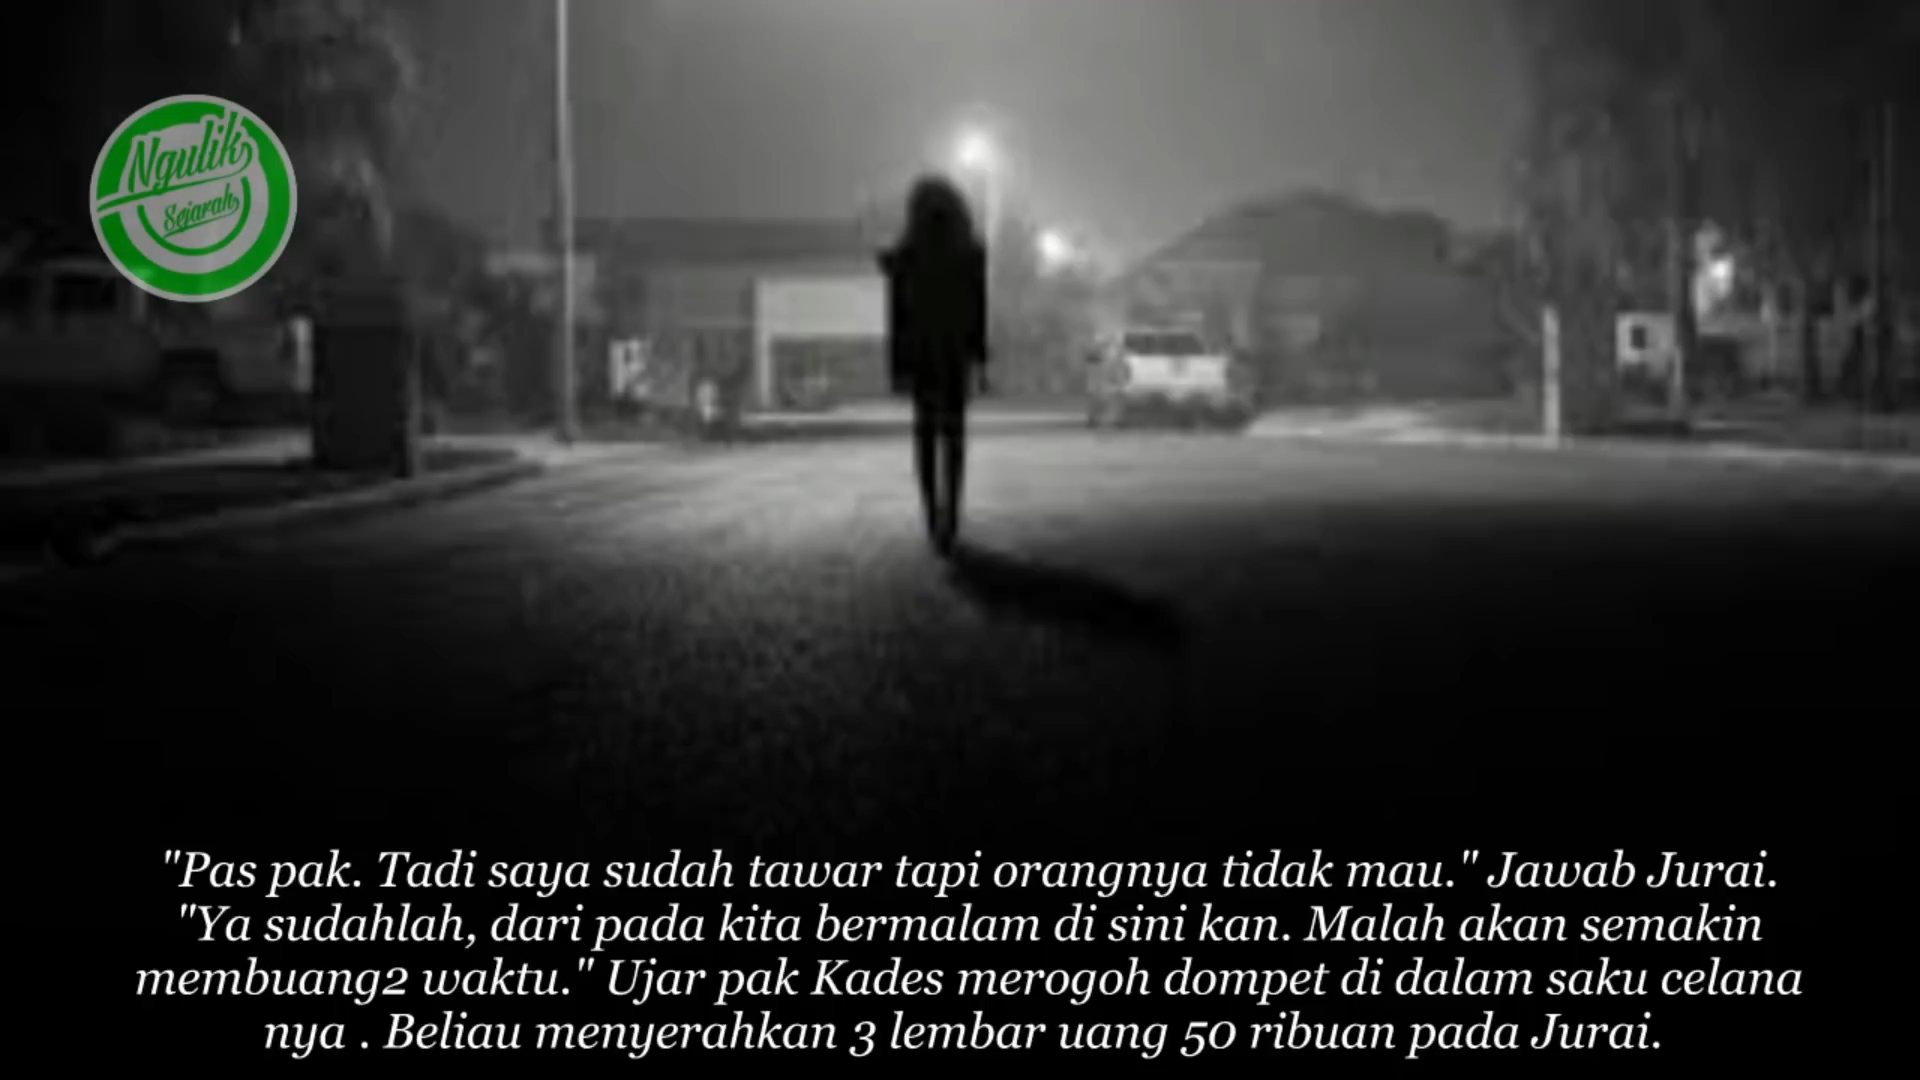 Ngulik
Sejarah
"Pas pak. Tadi saya sudah tawar tapi orangnya tidak mau." Jawab Jurai.
"Ya sudahlah, dari pada kita bermalam di sini kan. Malah akan semakin
membuang2 waktu." Ujar pak Kades merogoh dompet di dalam saku celana
nya . Beliau menyerahkan 3 lembar uang 50 ribuan pada Jurai.